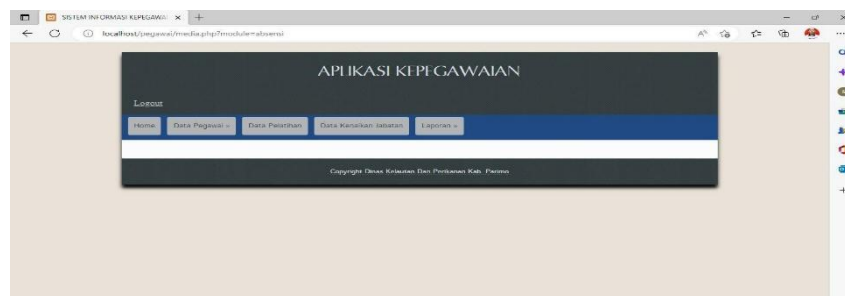 SISTEM INFORMASI KEPEGAWAI
localhost/pegawai/media.php?module=absensi
APLIKASI KEPEGAWAIAN
Logout
Home Data Pegawai » Data Pelatihan Data Kenaikan Jabatan Laporan »
Copyright Dinas Kelautan Dan Perikanan Kab. Parimo